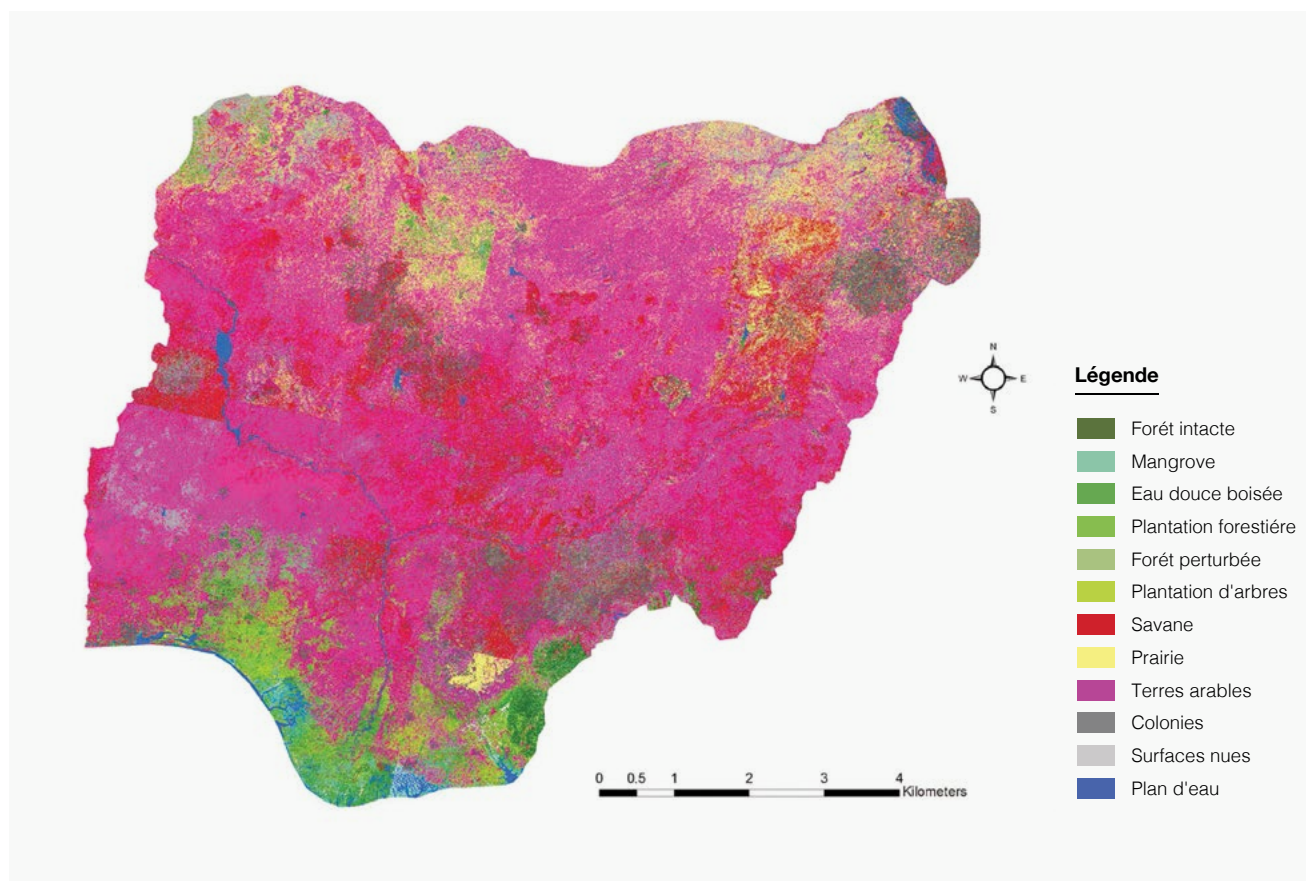 N
W
E
S
Légende
Forét intacte
Mangrove
Eau douce boisée
Plantation forestiére
Forét perturbée
Plantation d'arbres
Savane
Prairie
Terres arables
Colonies
Surfaces nues
Plan d'eau
0 0.5 1 2 3 4
Kilometers